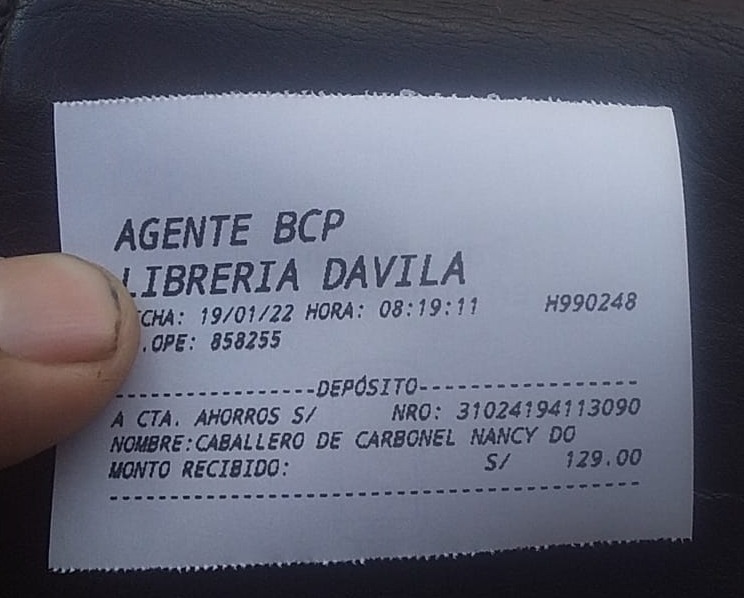 AGENTE BCP
LIBRERIA DAVILA
CHA: 19/01/22 HORA: 08:19:11 H990248
.OPE: 858255
-----------------DEPÓSITO-----------------
A CTA. AHORROS S/ NRO: 31024194113090
NOMBRE:CABALLERO DE CARBONEL NANCY DO
MONTO RECIBIDO: S/ 129.00
------------------------------------------